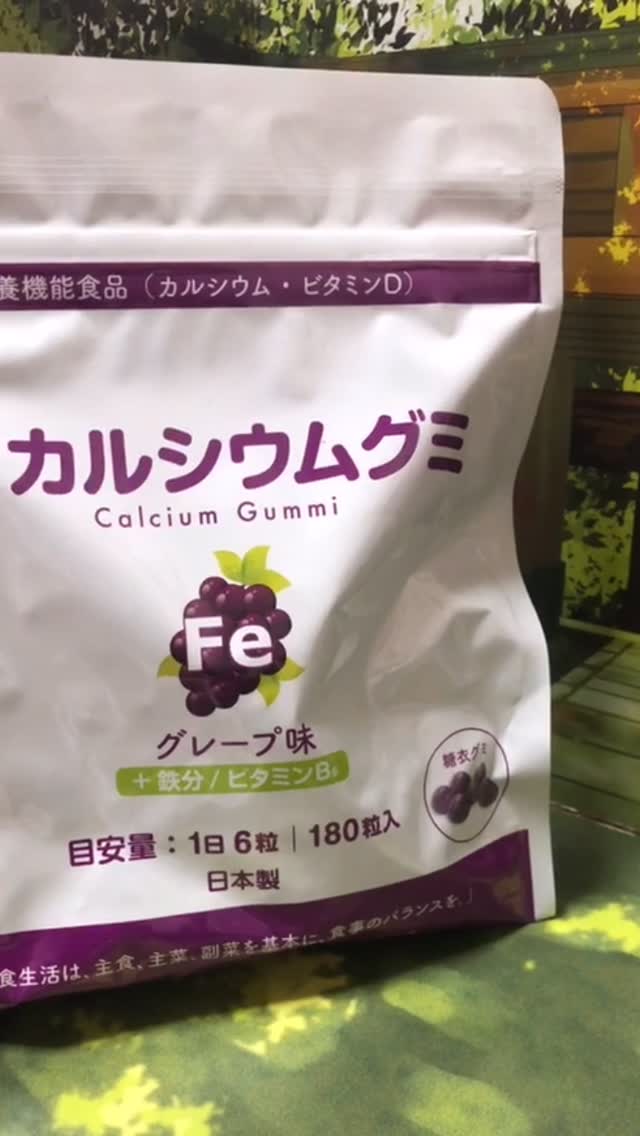 養機能食品（カルシウム・ビタミンD）
カルシウムグミ
Calcium Gummi
Fe
グレープ味
＋鉄分/ビタミンB₆
糖衣グミ
目安量：1日6粒｜180粒入
日本製
食生活は、主食、主菜、副菜を基本に、食事のバランスを。」